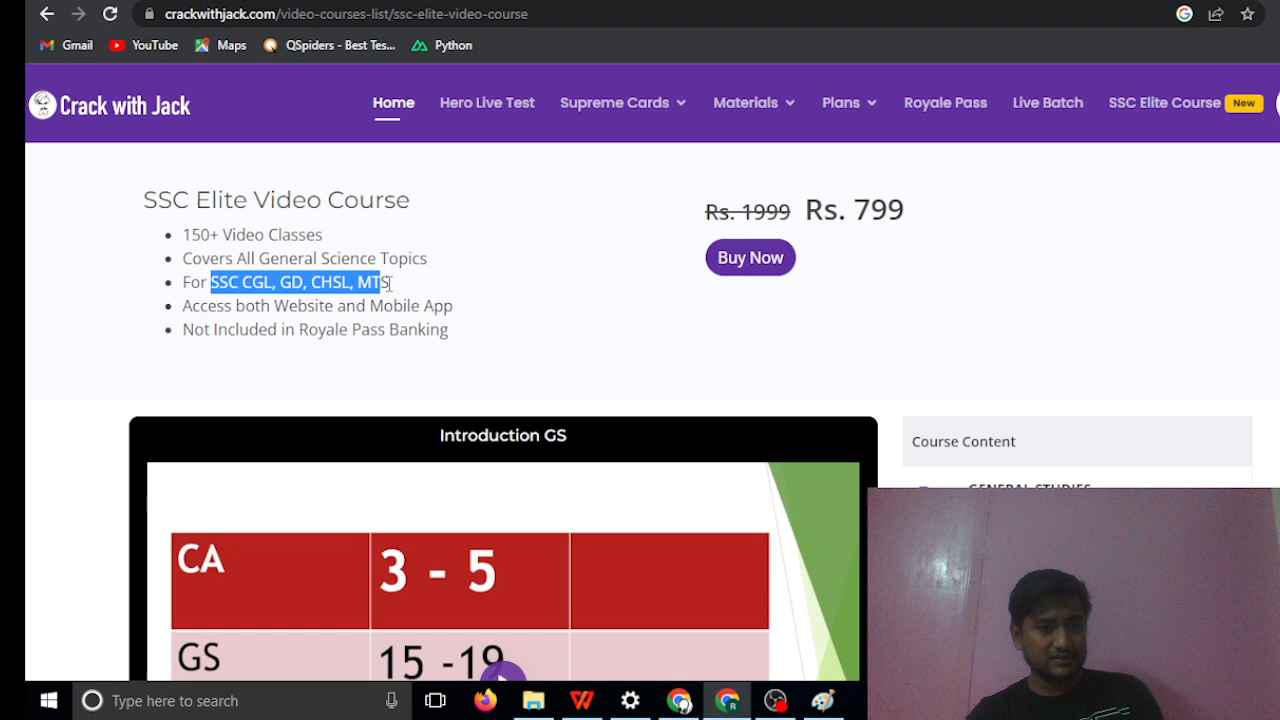 crackwithjack.com/video-courses-list/ssc-elite-video-course
Gmail YouTube Maps QSpiders - Best Tes... Python
Crack with Jack Home Hero Live Test Supreme Cards Materials Plans Royale Pass Live Batch SSC Elite Course New
SSC Elite Video Course
150+ Video Classes
Covers All General Science Topics
For SSC CGL, GD, CHSL, MTS
Access both Website and Mobile App
Not Included in Royale Pass Banking
Rs. 1999 Rs. 799
Buy Now
Introduction GS
CA 3 - 5
GS 15 -19
Course Content
GENERAL STUDIES
Type here to search